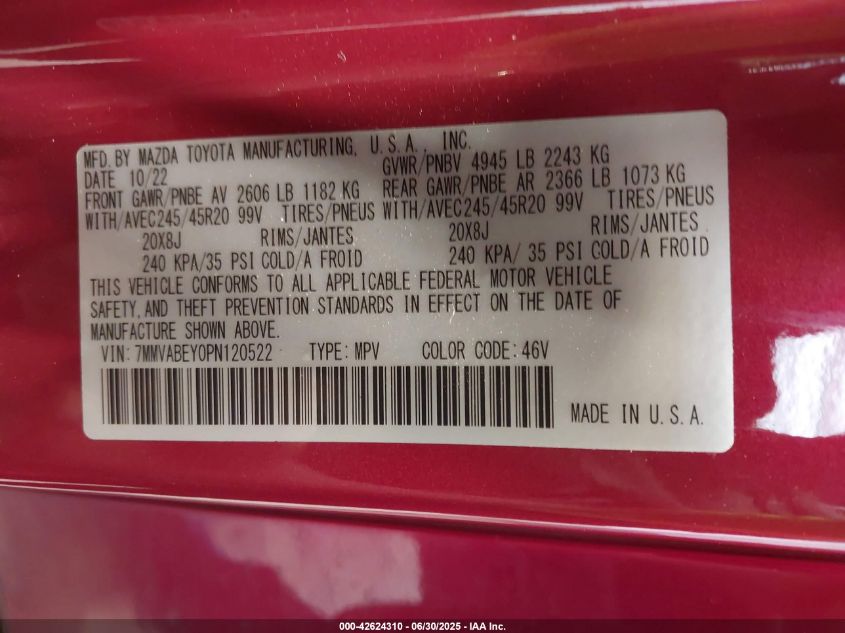 MFD. BY MAZDA TOYOTA MANUFACTURING, U.S.A., INC.
DATE 10/22 GVWR/PNBV 4945 LB 2243 KG
FRONT GAWR/PNBE AV 2606 LB 1182 KG REAR GAWR/PNBE AR 2366 LB 1073 KG
WITH/AVEC245/45R20 99V TIRES/PNEUS WITH/AVEC245/45R20 99V TIRES/PNEUS
20X8J RIMS/JANTES 20X8J RIMS/JANTES
240 KPA/35 PSI COLD/A FROID 240 KPA/ 35 PSI COLD/A FROID
THIS VEHICLE CONFORMS TO ALL APPLICABLE FEDERAL MOTOR VEHICLE
SAFETY, AND THEFT PREVENTION STANDARDS IN EFFECT ON THE DATE OF
MANUFACTURE SHOWN ABOVE.
VIN: 7MMVABEY0PN120522 TYPE: MPV COLOR CODE: 46V
MADE IN U.S.A.
000-42624310 - 06/30/2025 - IAA Inc.